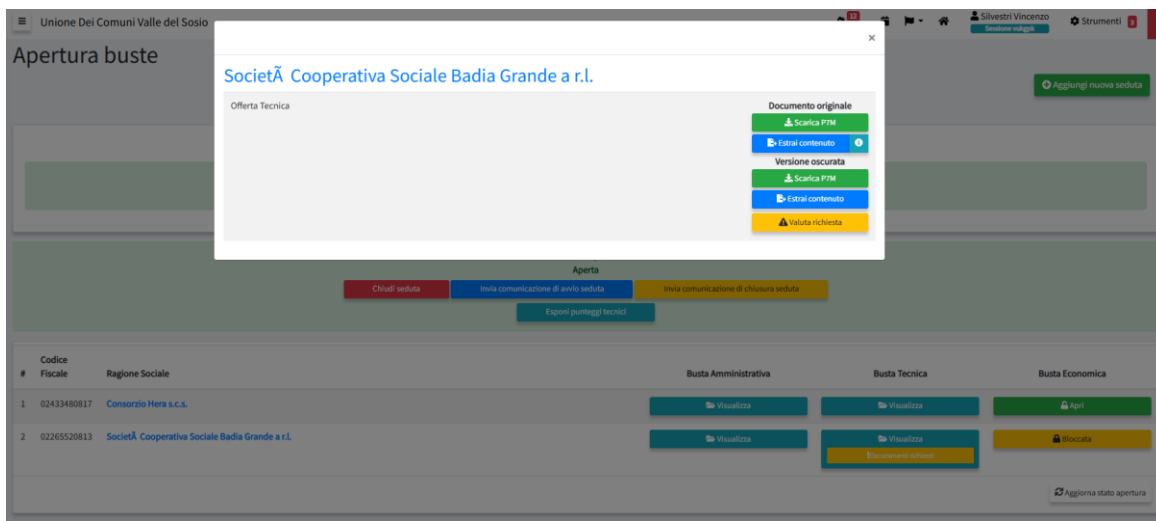 Unione Dei Comuni Valle del Sosio
32
Silvestri Vincenzo
Strumenti
Apertura buste
×
SocietÃ Cooperativa Sociale Badia Grande a r.l.
Aggiungi nuova seduta
Offerta Tecnica
Documento originale
Scarica P7M
Estrai contenuto
Versione oscurata
Scarica P7M
Estrai contenuto
Valuta richiesta
Aperta
Chiudi seduta Invia comunicazione di avvio seduta Invia comunicazione di chiusura seduta
Esponi punteggi tecnici
# Codice Fiscale Ragione Sociale Busta Amministrativa Busta Tecnica Busta Economica
1 02433480817 Consorzio Hera s.c.s. Visualizza Visualizza Apri
2 02265520813 SocietÃ Cooperativa Sociale Badia Grande a r.l. Visualizza Visualizza Bloccata
Aggiorna stato apertura